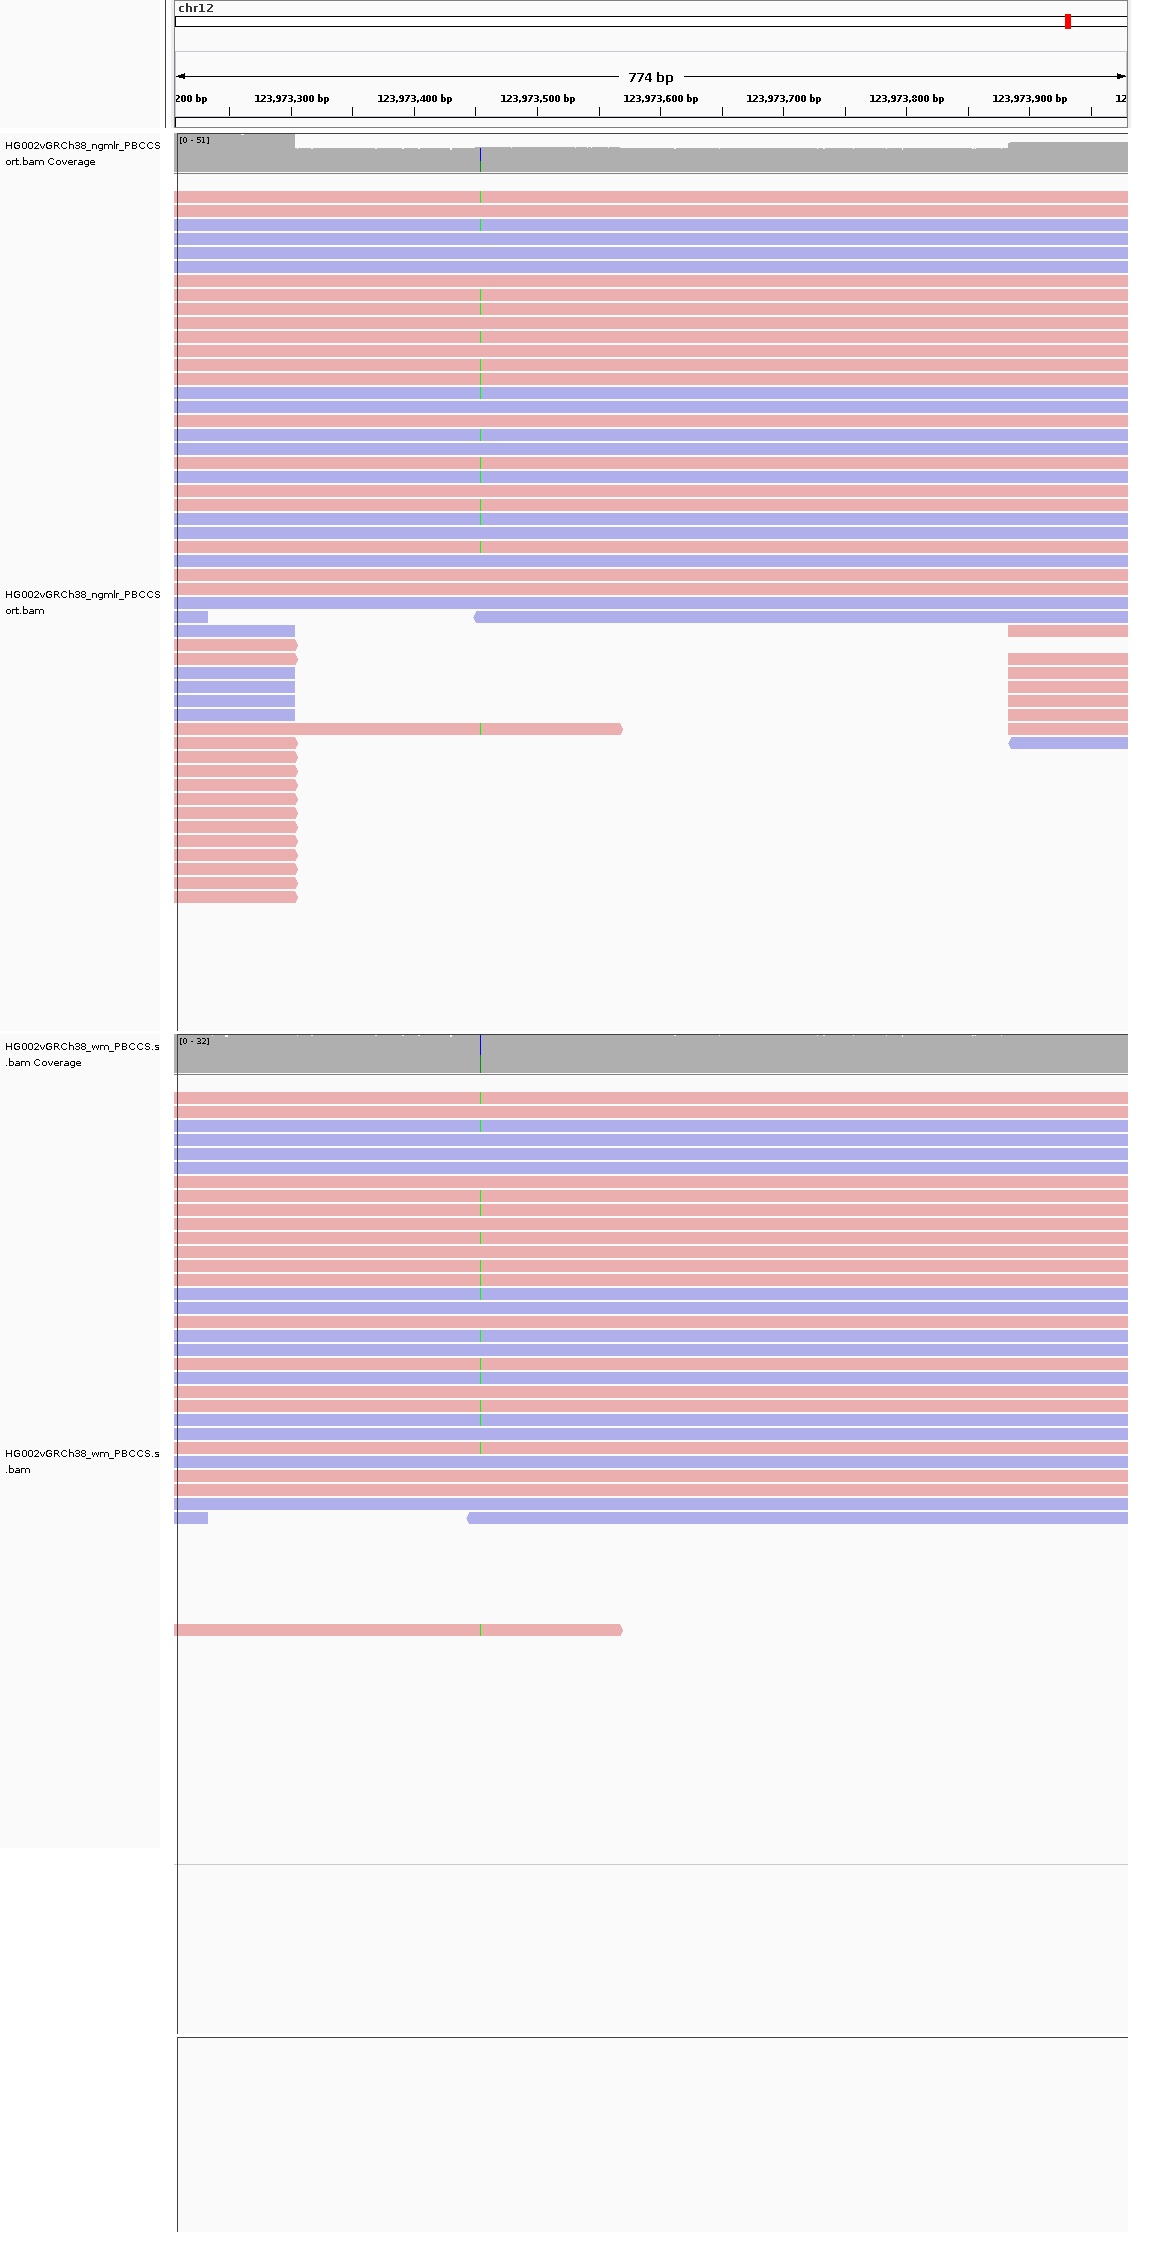 chr12
774 bp
200 bp 123,973,300 bp 123,973,400 bp 123,973,500 bp 123,973,600 bp 123,973,700 bp 123,973,800 bp 123,973,900 bp 12
HG002vGRCh38_ngmlr_PBCCS
ort.bam Coverage
[0 - 51]
HG002vGRCh38_ngmlr_PBCCS
ort.bam
HG002vGRCh38_wm_PBCCS.s
.bam Coverage
[0 - 32]
HG002vGRCh38_wm_PBCCS.s
.bam